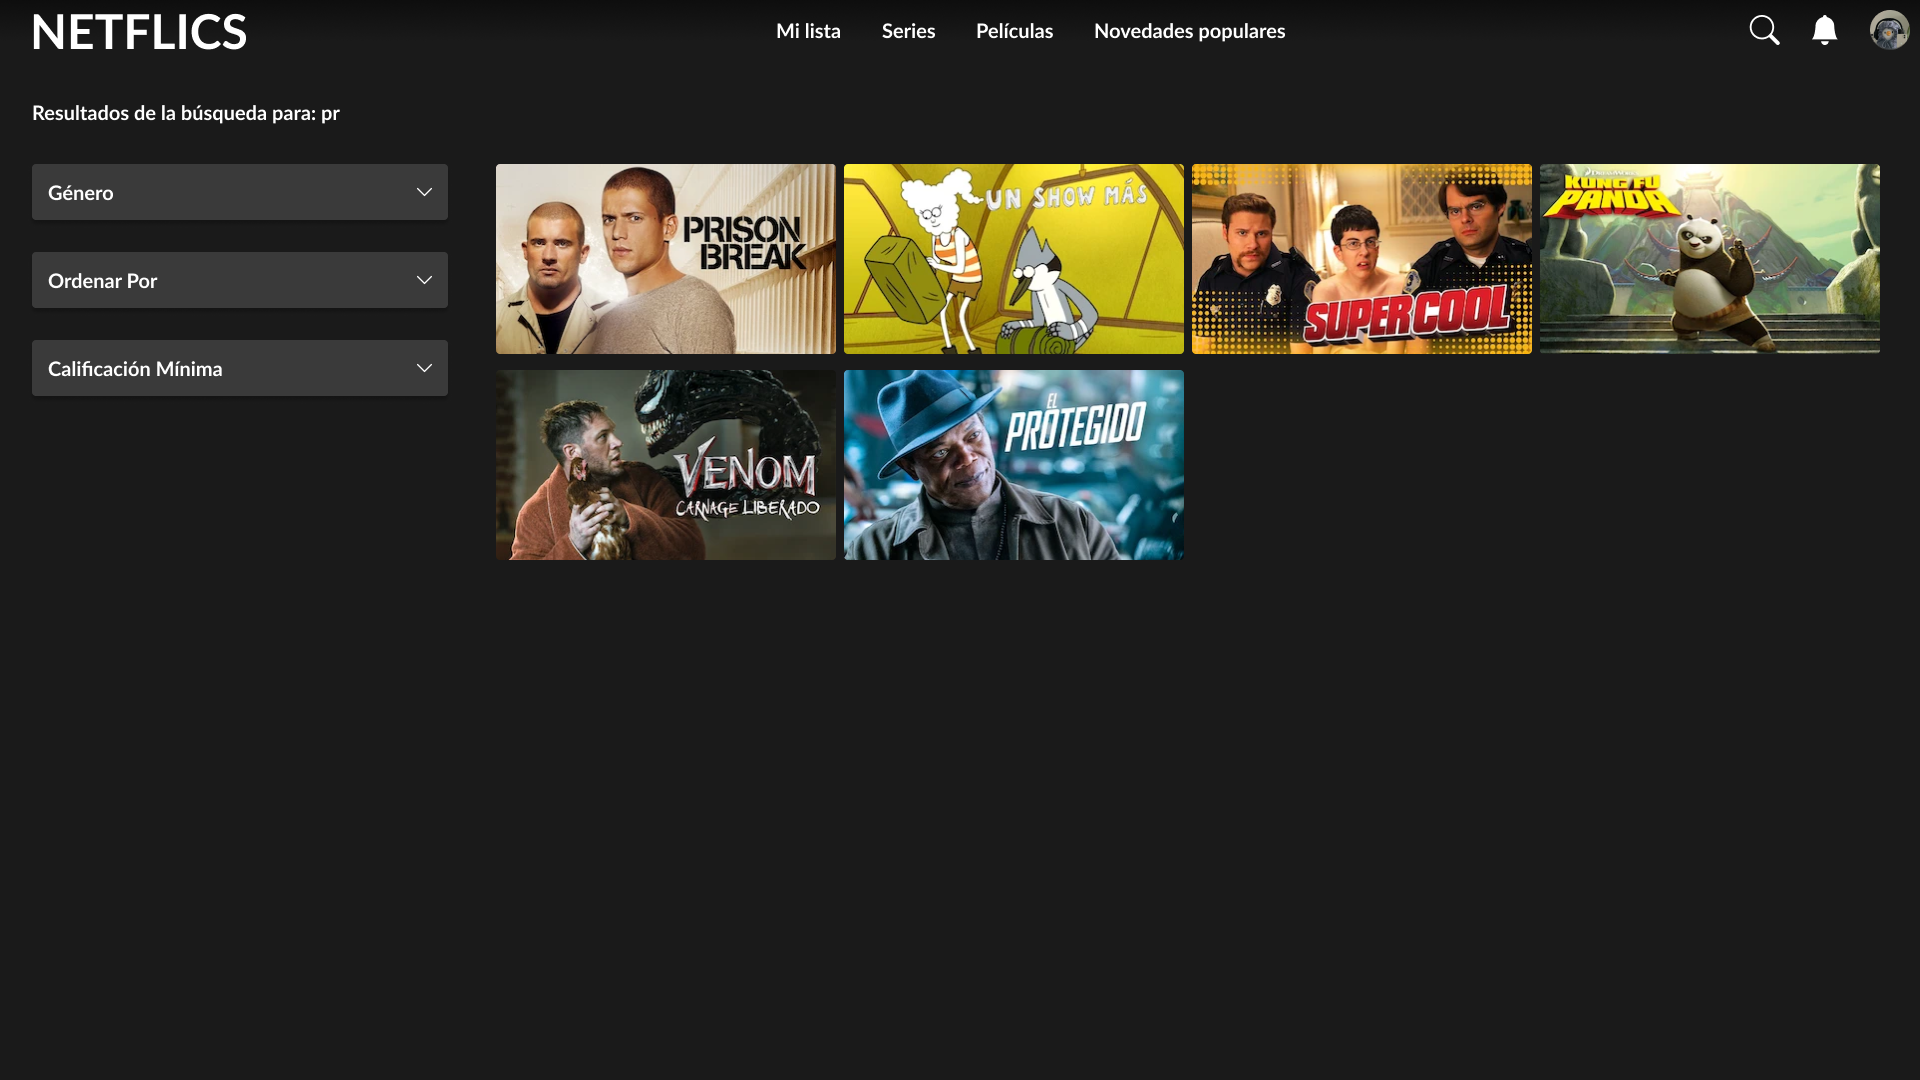 NETFLICS
Mi lista
Series
Películas
Novedades populares
Resultados de la búsqueda para: pr
Género
Ordenar Por
Calificación Mínima
PRISON
BREAK
UN SHOW MÁS
SUPERCOOL
DREAMWORKS
KUNG FU
PANDA
VENOM
CARNAGE LIBERADO
EL
PROTEGIDO